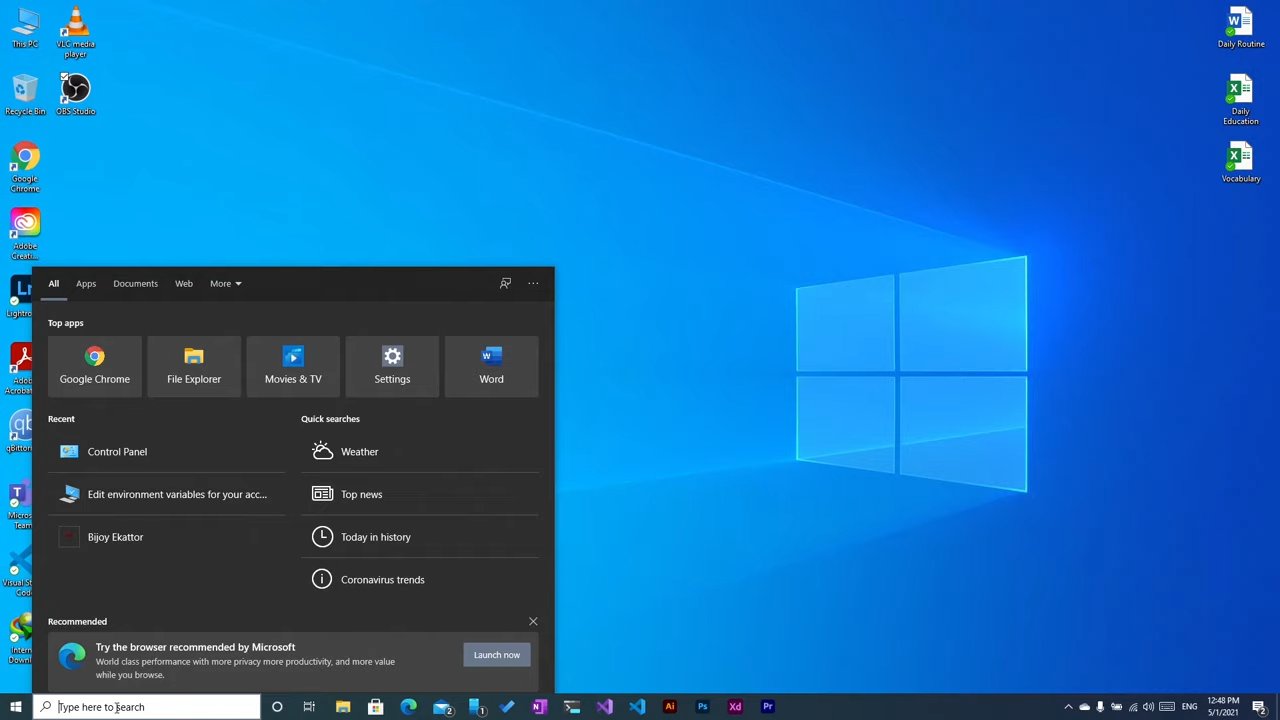 This PC
VLC media
player
Recycle Bin
OBS Studio
Google
Chrome
Adobe
Creati...
Daily Routine
Daily
Education
Vocabulary
All Apps Documents Web More
Top apps
Google Chrome File Explorer Movies & TV Settings Word
Recent
Control Panel
Edit environment variables for your acc...
Bijoy Ekattor
Quick searches
Weather
Top news
Today in history
Coronavirus trends
Recommended
Try the browser recommended by Microsoft
World class performance with more privacy more productivity, and more value
while you browse.
Launch now
Type here to search
ENG
12:48 PM
5/1/2021